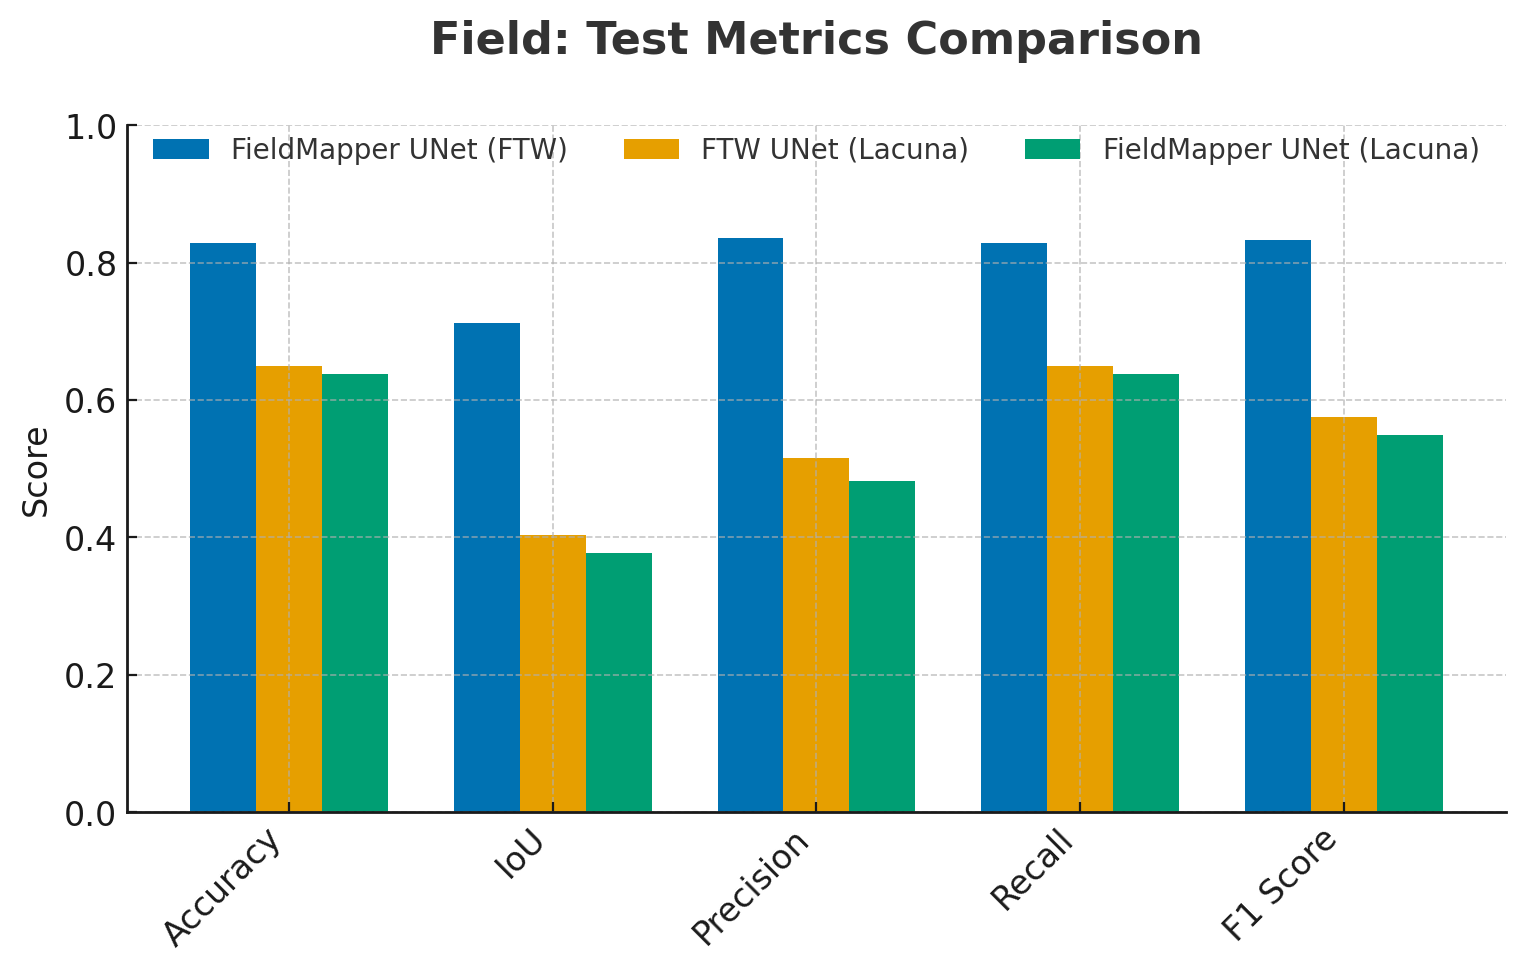 Field: Test Metrics Comparison
FieldMapper UNet (FTW) FTW UNet (Lacuna) FieldMapper UNet (Lacuna)
Score
1.0
0.8
0.6
0.4
0.2
0.0
Accuracy IoU Precision Recall F1 Score